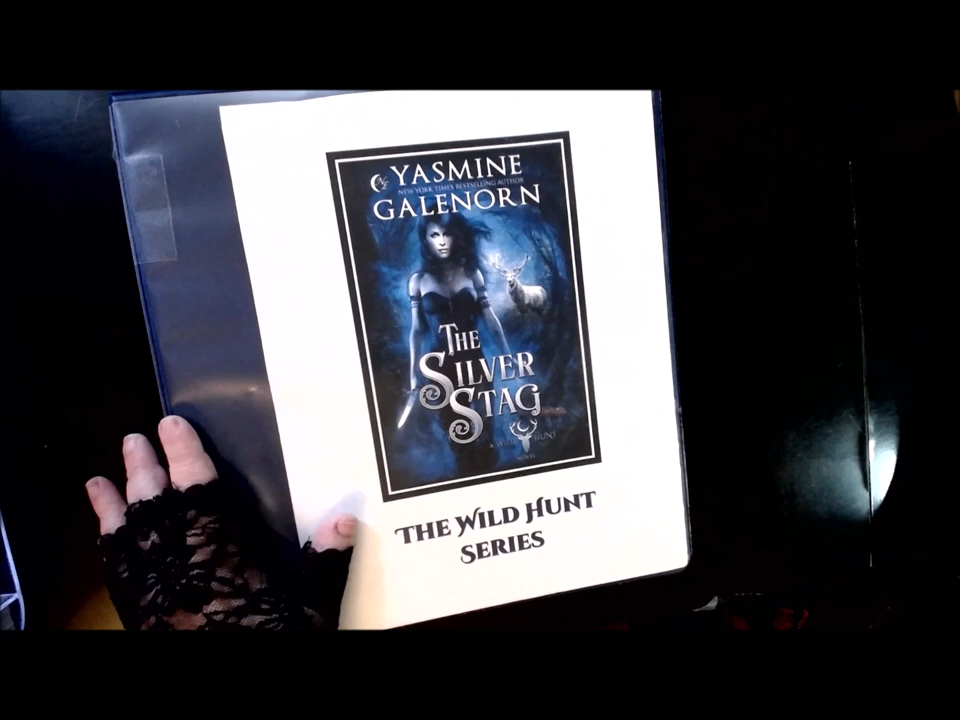 YASMINE
NEW YORK TIMES BESTSELLING AUTHOR
GALENORN
THE
SILVER
STAG
A WILD HUNT
NOVEL
THE WILD HUNT
SERIES